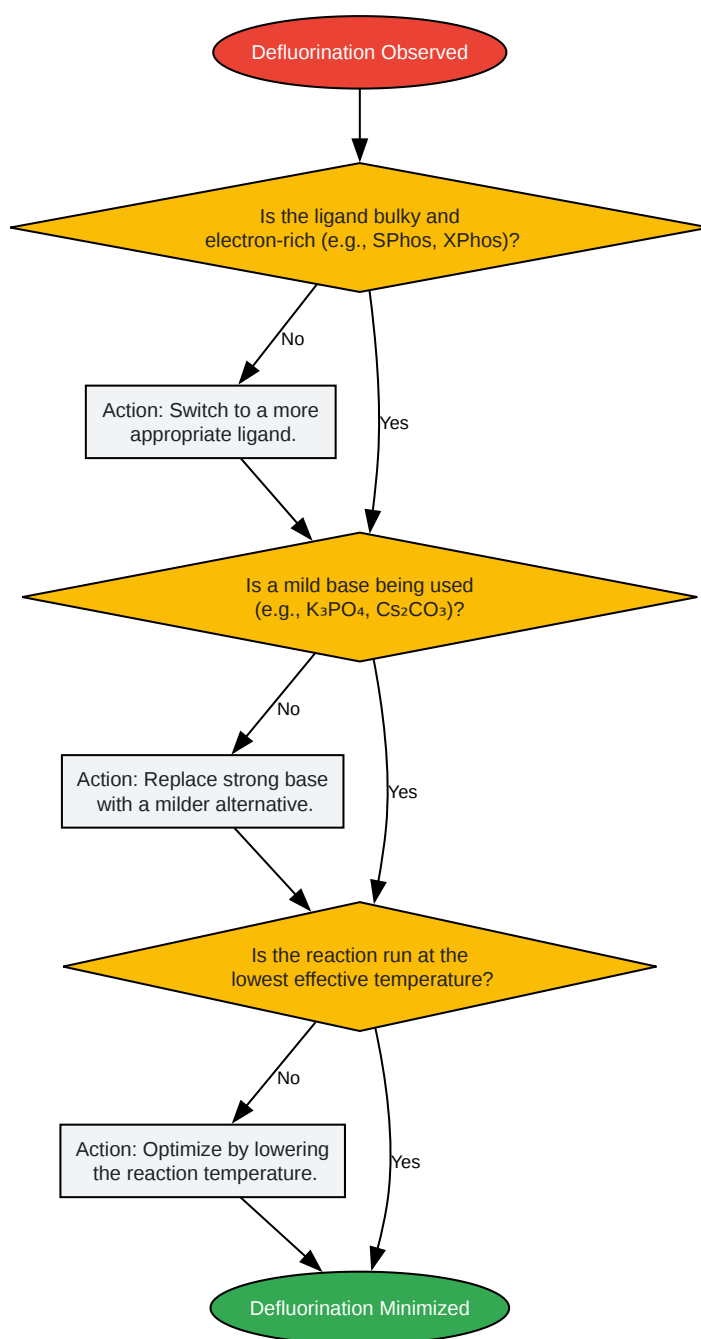 Defluorination Observed
Is the ligand bulky and
electron-rich (e.g., SPhos, XPhos)?
No
Action: Switch to a more
appropriate ligand.
Yes
Is a mild base being used
(e.g., K₃PO₄, Cs₂CO₃)?
No
Action: Replace strong base
with a milder alternative.
Yes
Is the reaction run at the
lowest effective temperature?
No
Action: Optimize by lowering
the reaction temperature.
Yes
Defluorination Minimized